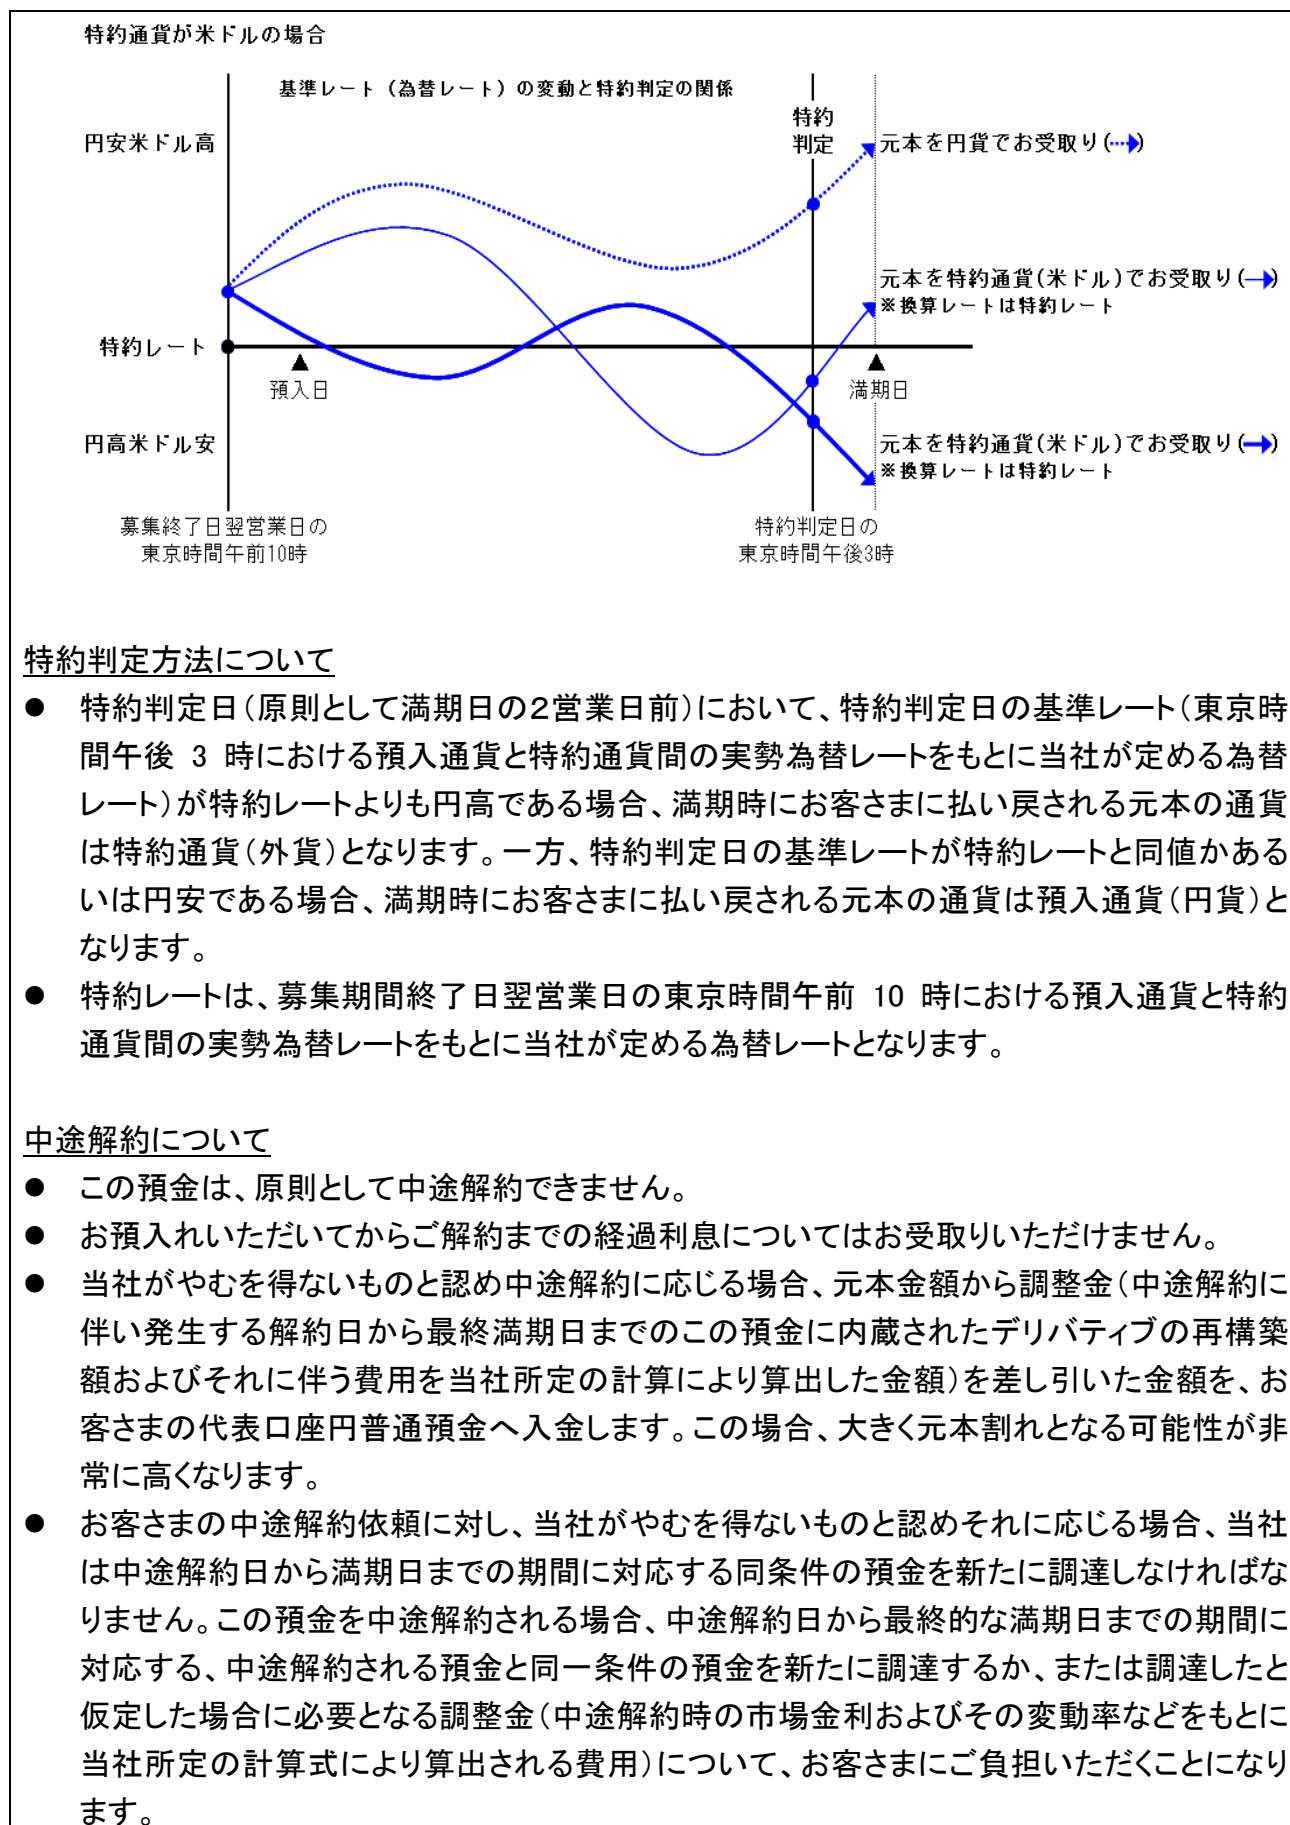 特約通貨が米ドルの場合
基準レート（為替レート）の変動と特約判定の関係
円安米ドル高
特約
判定
元本を円貨でお受取り(
)
元本を特約通貨(米ドル)でお受取り(
)
※換算レートは特約レート
特約レート
▲
預入日
▲
満期日
円高米ドル安
元本を特約通貨(米ドル)でお受取り(
)
※換算レートは特約レート
募集終了日翌営業日の
東京時間午前10時
特約判定日の
東京時間午後3時
特約判定方法について
● 特約判定日（原則として満期日の２営業日前）において、特約判定日の基準レート（東京時
間午後 3 時における預入通貨と特約通貨間の実勢為替レートをもとに当社が定める為替
レート）が特約レートよりも円高である場合、満期時にお客さまに払い戻される元本の通貨
は特約通貨（外貨）となります。一方、特約判定日の基準レートが特約レートと同値かある
いは円安である場合、満期時にお客さまに払い戻される元本の通貨は預入通貨（円貨）と
なります。
● 特約レートは、募集期間終了日翌営業日の東京時間午前 10 時における預入通貨と特約
通貨間の実勢為替レートをもとに当社が定める為替レートとなります。
中途解約について
● この預金は、原則として中途解約できません。
● お預入れいただいてからご解約までの経過利息についてはお受取りいただけません。
● 当社がやむを得ないものと認め中途解約に応じる場合、元本金額から調整金（中途解約に
伴い発生する解約日から最終満期日までのこの預金に内蔵されたデリバティブの再構築
額およびそれに伴う費用を当社所定の計算により算出した金額）を差し引いた金額を、お
客さまの代表口座円普通預金へ入金します。この場合、大きく元本割れとなる可能性が非
常に高くなります。
● お客さまの中途解約依頼に対し、当社がやむを得ないものと認めそれに応じる場合、当社
は中途解約日から満期日までの期間に対応する同条件の預金を新たに調達しなければな
りません。この預金を中途解約される場合、中途解約日から最終的な満期日までの期間に
対応する、中途解約される預金と同一条件の預金を新たに調達するか、または調達したと
仮定した場合に必要となる調整金（中途解約時の市場金利およびその変動率などをもとに
当社所定の計算式により算出される費用）について、お客さまにご負担いただくことになり
ます。